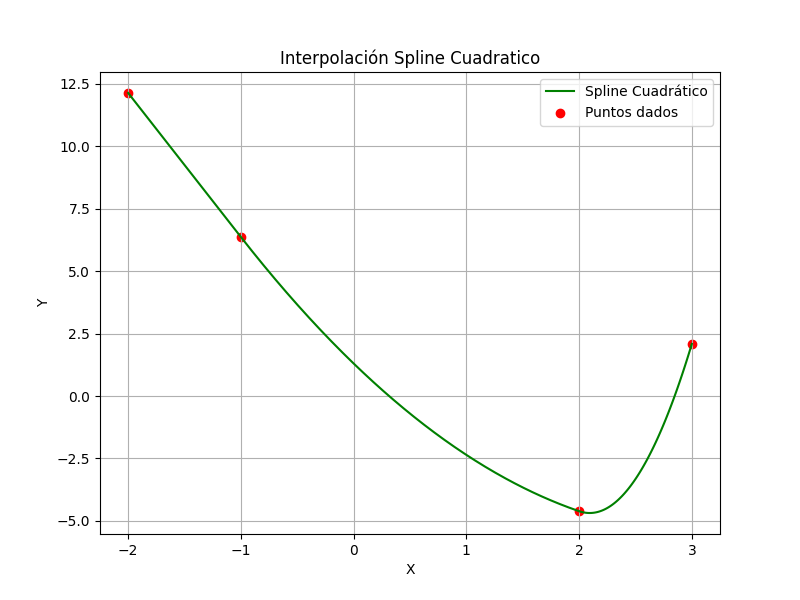 Interpolación Spline Cuadratico
Spline Cuadrático
Puntos dados
12.5
10.0
7.5
5.0
2.5
0.0
−2.5
−5.0
Y
−2 −1 0 1 2 3
X